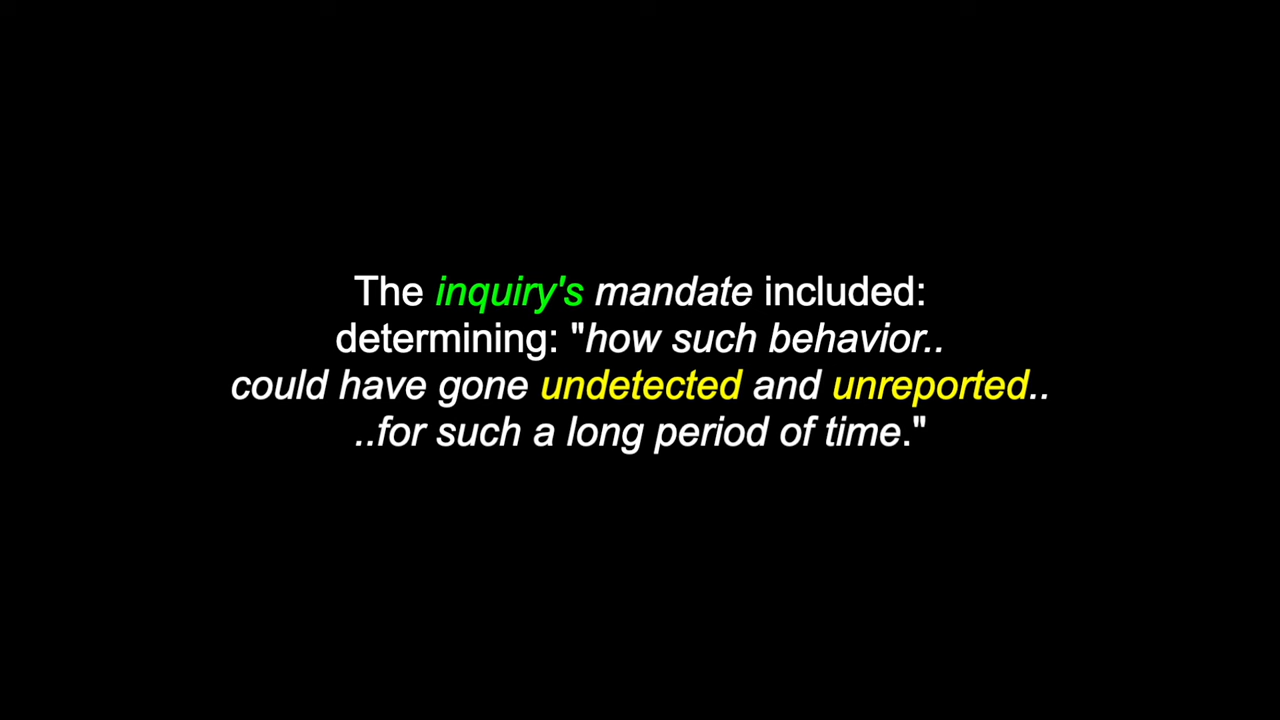 The inquiry's mandate included:
determining: "how such behavior..
could have gone undetected and unreported..
..for such a long period of time."